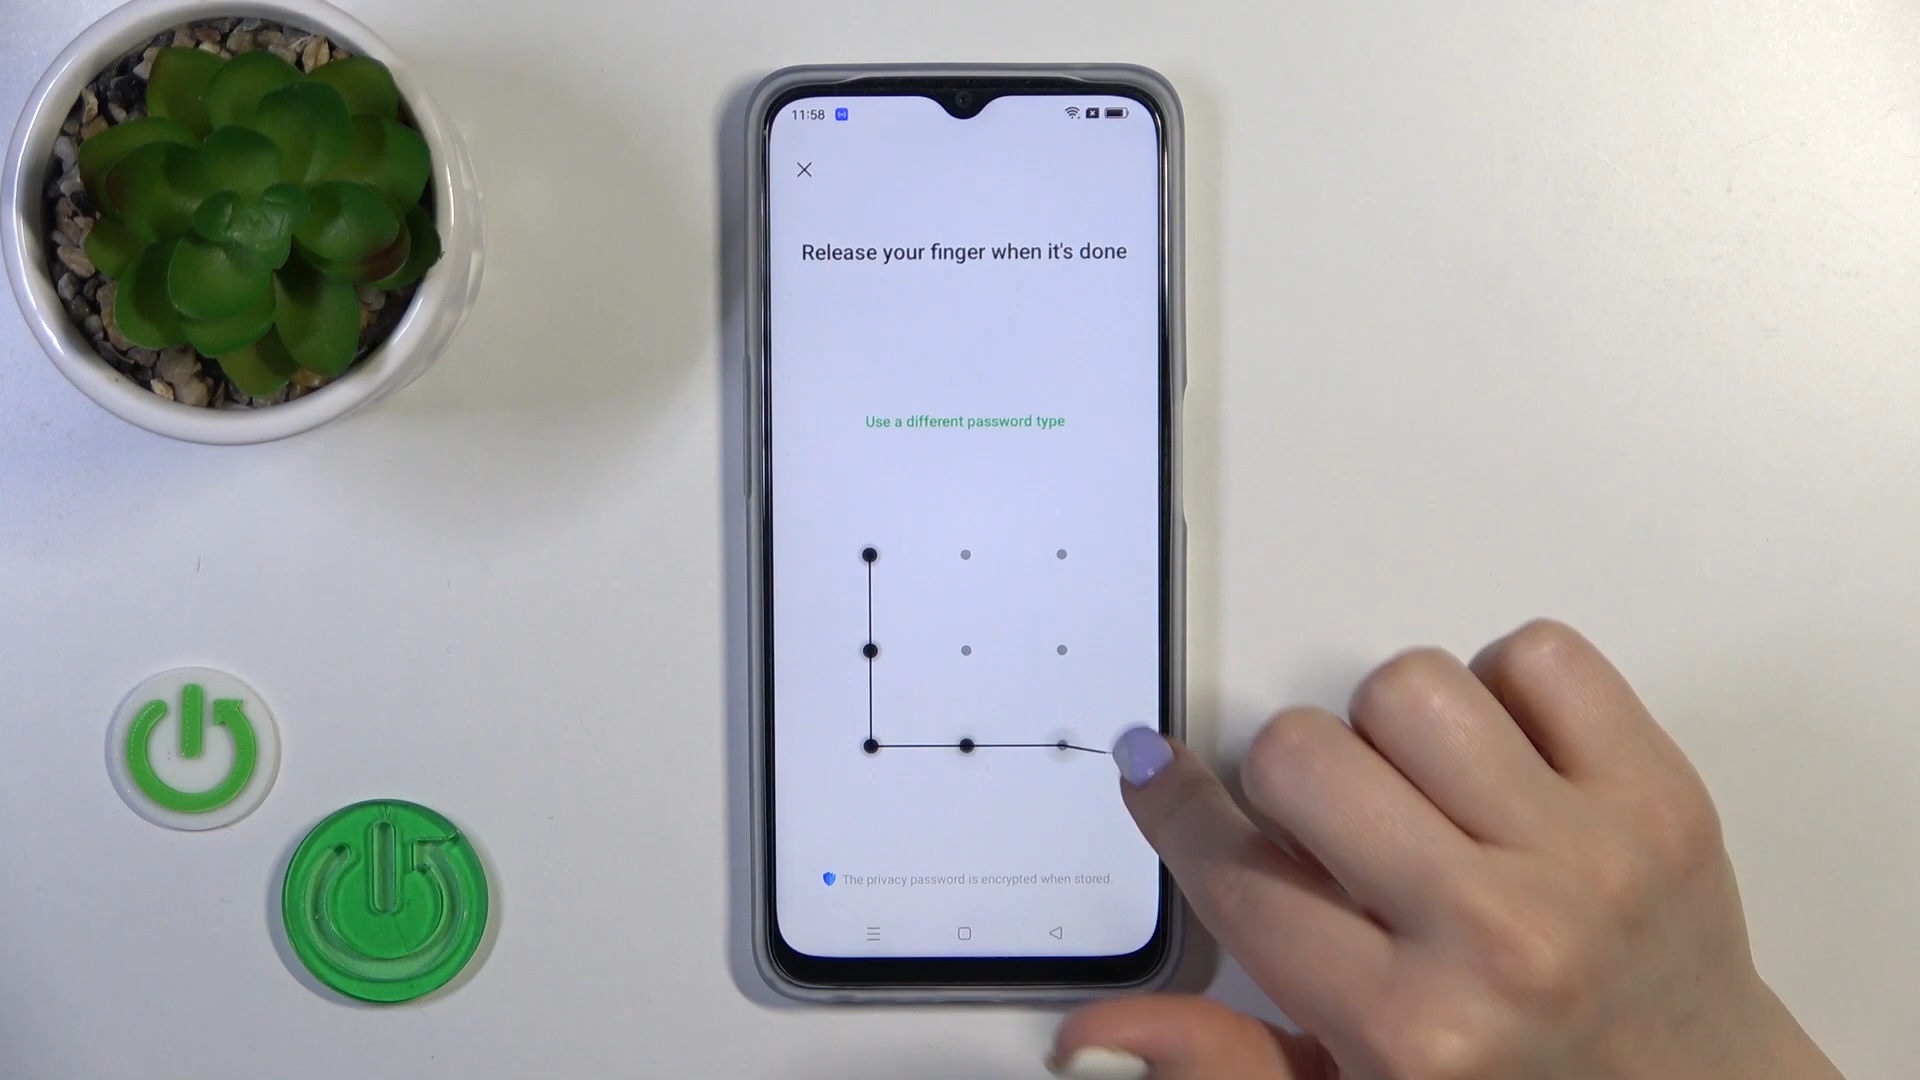 11:58
Release your finger when it's done
Use a different password type
The privacy password is encrypted when stored.